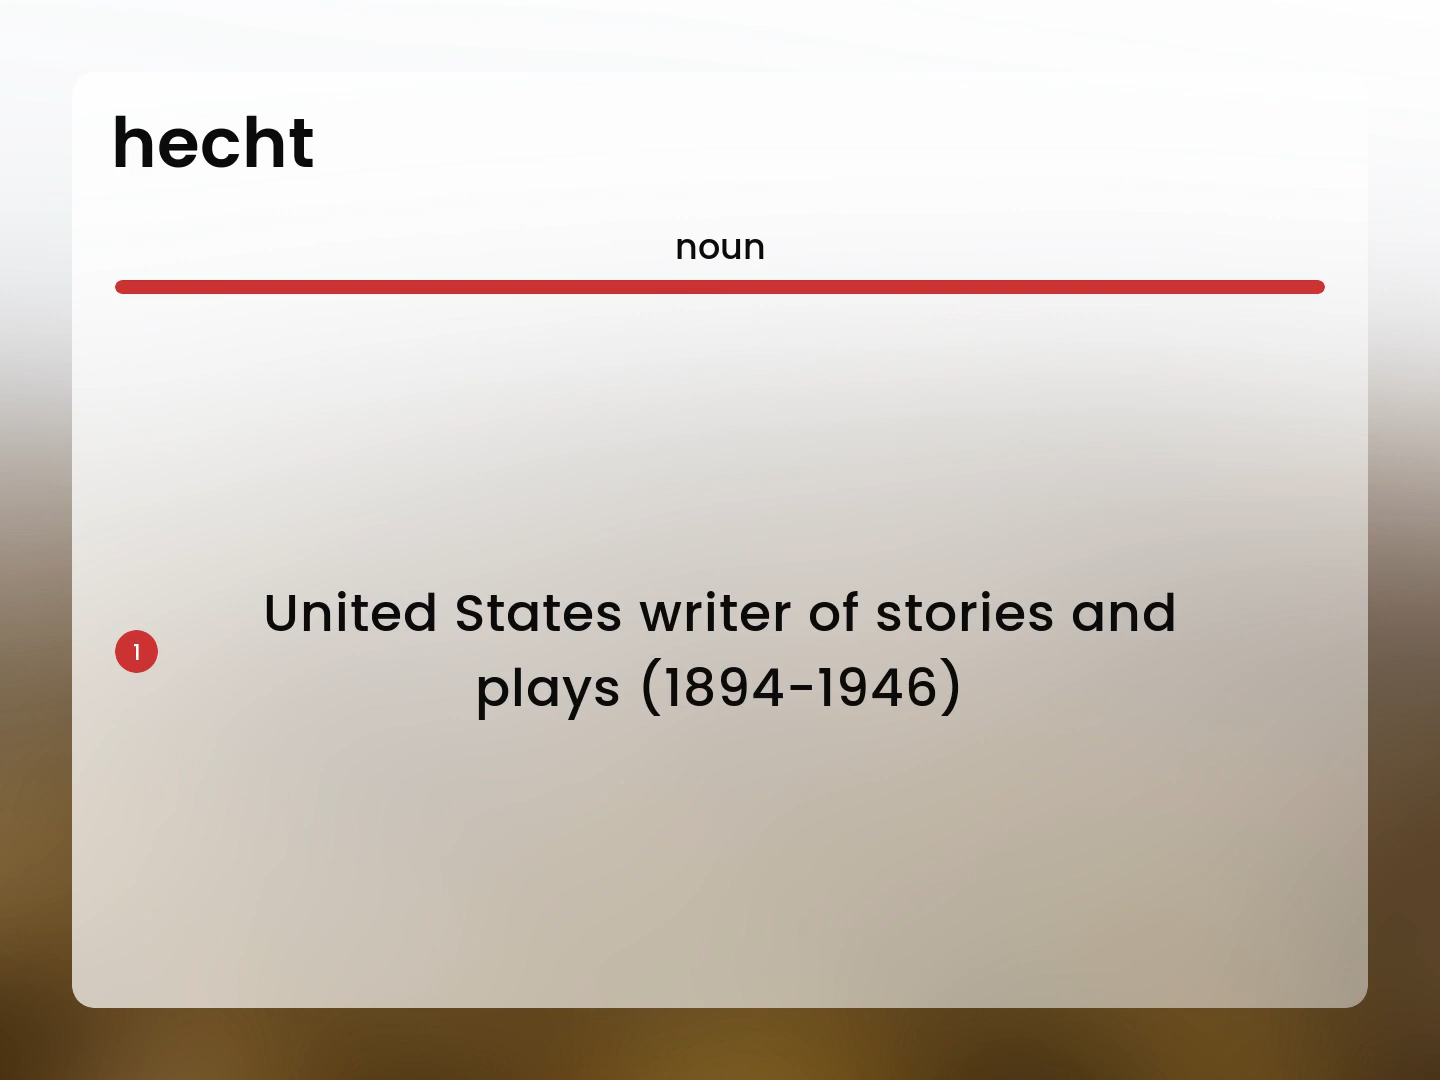 hecht
noun
1
United States writer of stories and
plays (1894-1946)